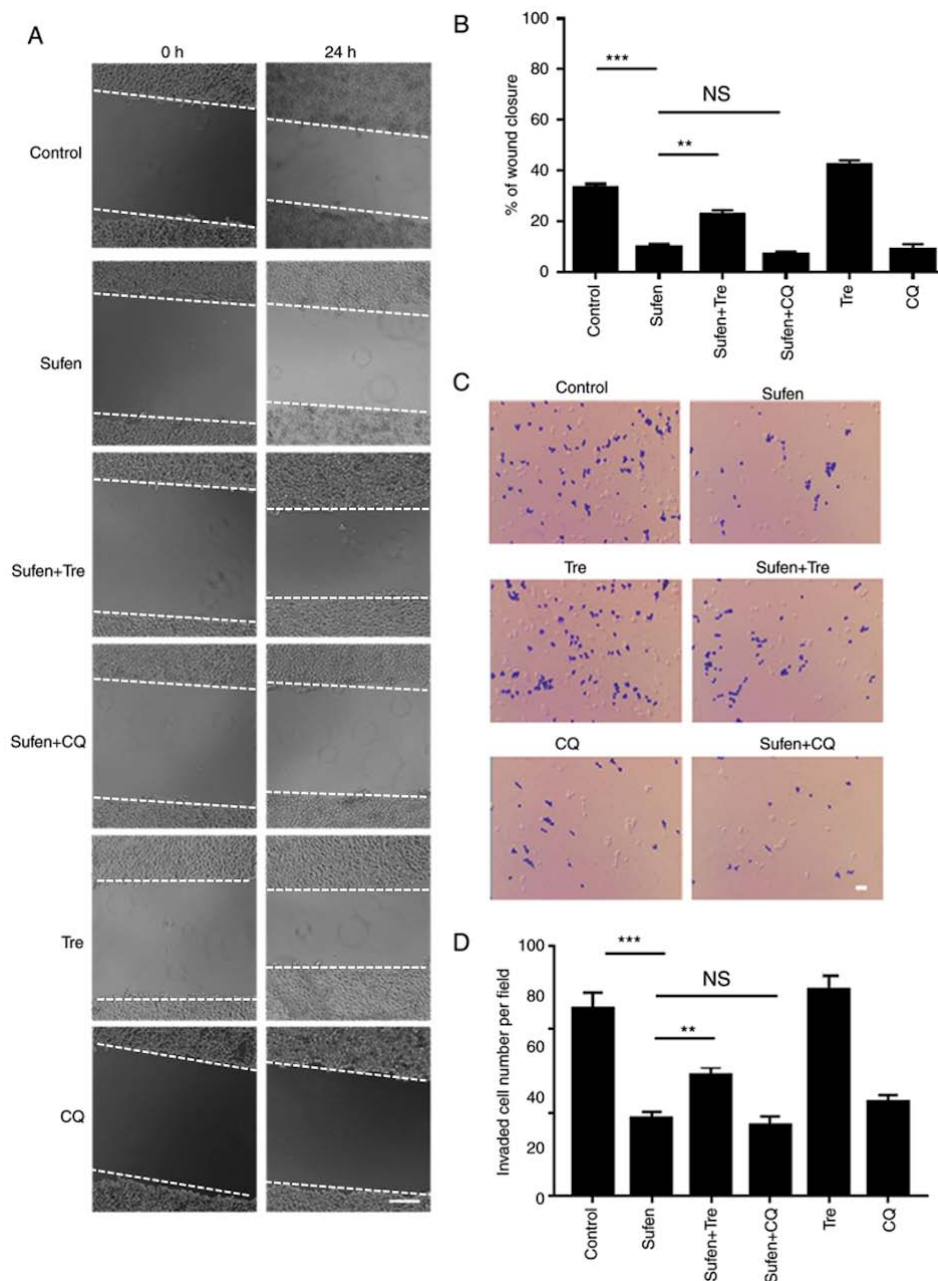 A
0 h
24 h
Control
Sufen
Sufen+Tre
Sufen+CQ
Tre
CQ
B
% of wound closure
100
80
60
40
20
0
***
NS
**
Control
Sufen
Sufen+Tre
Sufen+CQ
Tre
CQ
C
Control
Sufen
Tre
Sufen+Tre
CQ
Sufen+CQ
D
Invaded cell number per field
100
80
60
40
20
0
***
NS
**
Control
Sufen
Sufen+Tre
Sufen+CQ
Tre
CQ